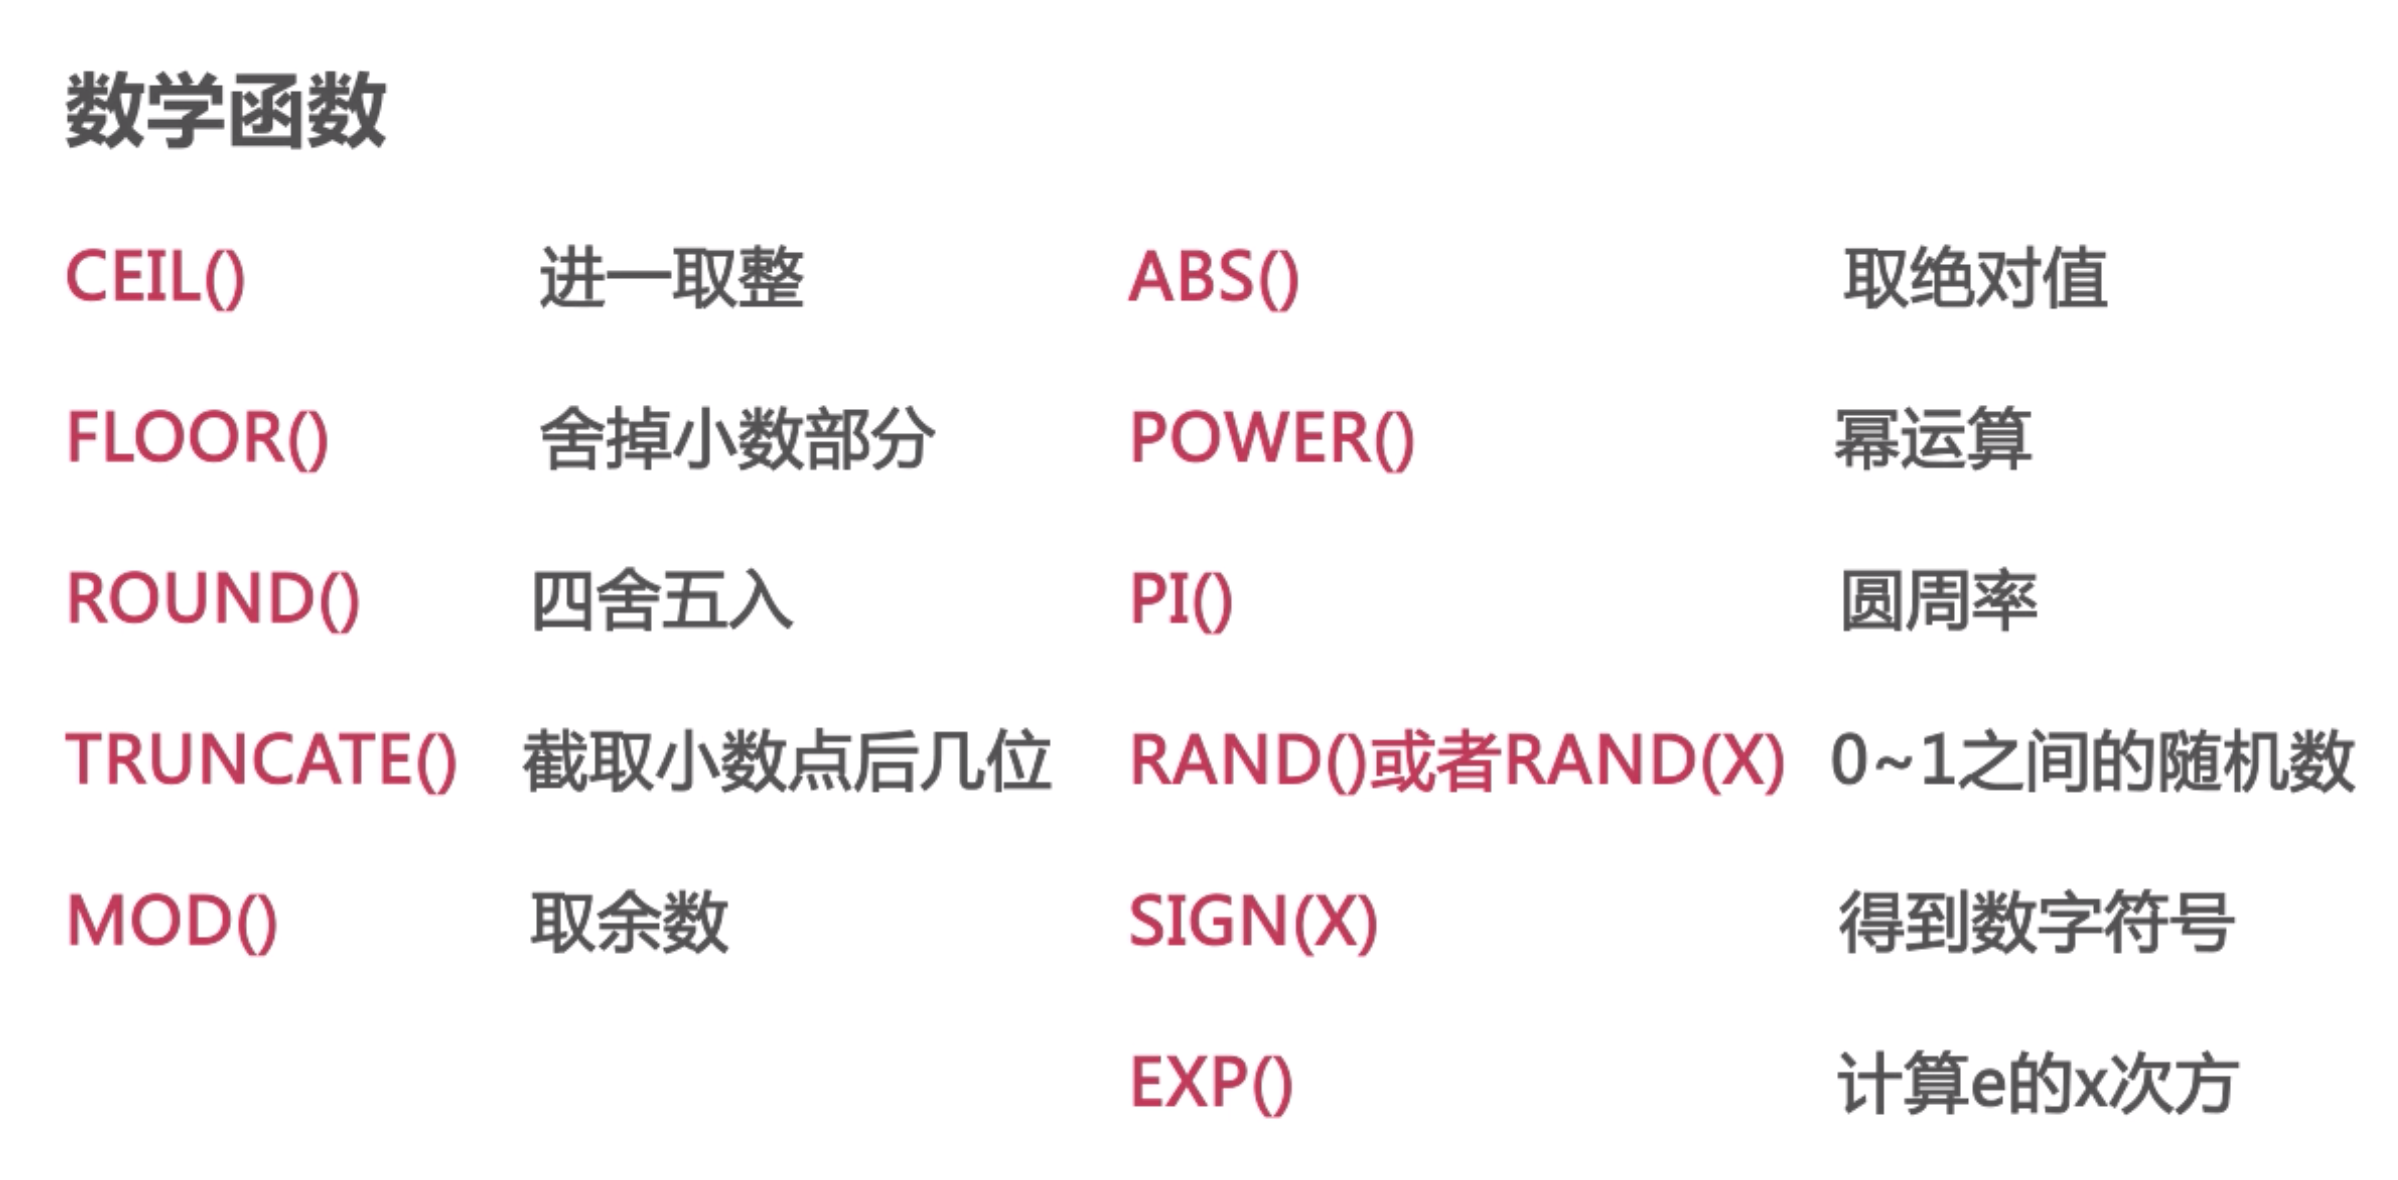 数学函数
CEIL() 进一取整 ABS() 取绝对值
FLOOR() 舍掉小数部分 POWER() 幂运算
ROUND() 四舍五入 PI() 圆周率
TRUNCATE() 截取小数点后几位 RAND()或者RAND(X) 0~1之间的随机数
MOD() 取余数 SIGN(X) 得到数字符号
EXP() 计算e的x次方